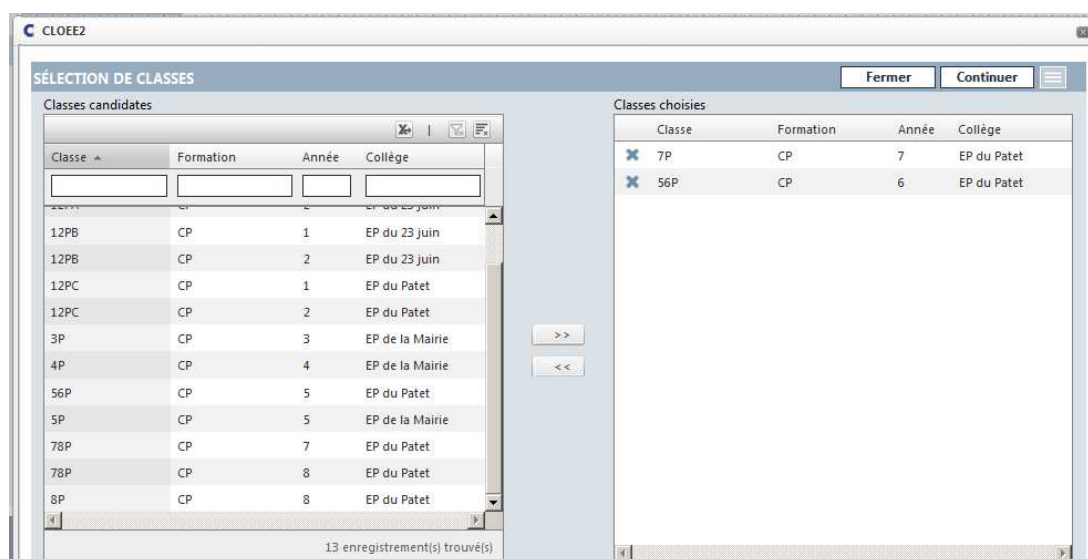 CLOEE2
SÉLECTION DE CLASSES
Fermer Continuer
Classes candidates
Classe Formation Année Collège
12PB CP 1 EP du 23 juin
12PB CP 2 EP du 23 juin
12PC CP 1 EP du Patet
12PC CP 2 EP du Patet
3P CP 3 EP de la Mairie
4P CP 4 EP de la Mairie
56P CP 5 EP du Patet
5P CP 5 EP de la Mairie
78P CP 7 EP du Patet
78P CP 8 EP du Patet
8P CP 8 EP du Patet
13 enregistrement(s) trouvé(s)
>>
<<
Classes choisies
Classe Formation Année Collège
7P CP 7 EP du Patet
56P CP 6 EP du Patet